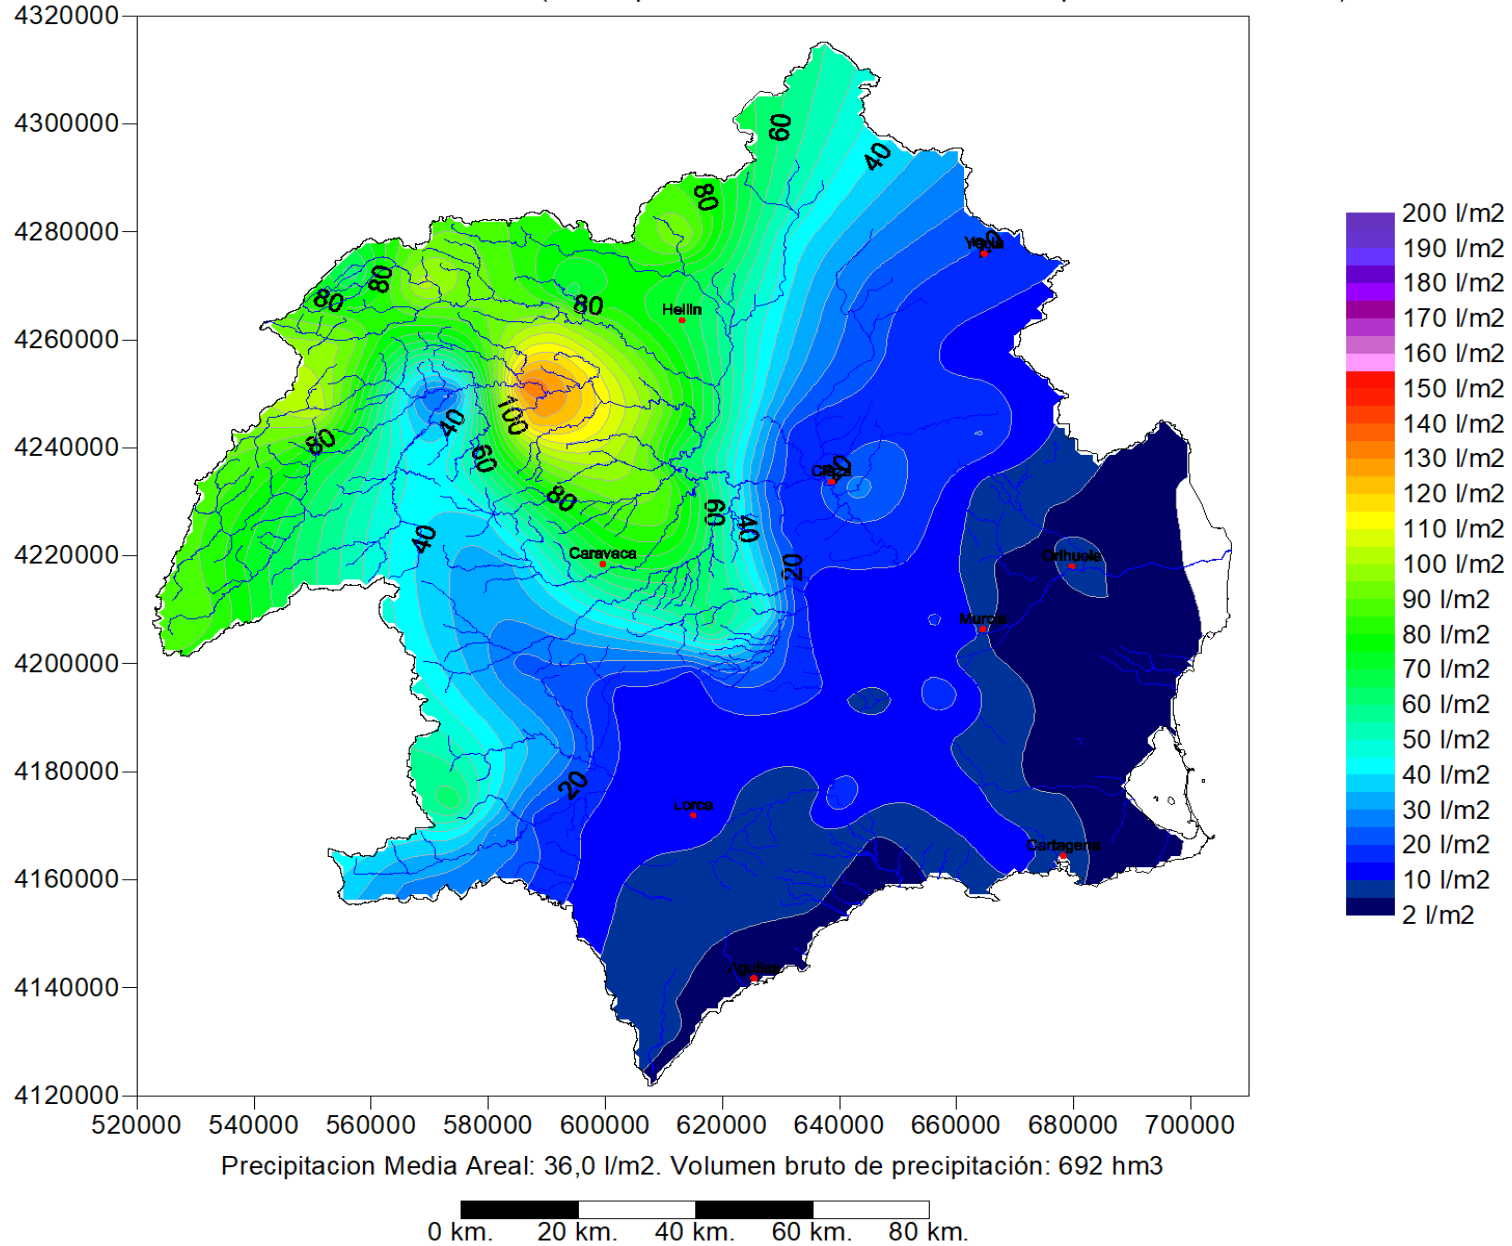 4320000
4300000
4280000
4260000
4240000
4220000
4200000
4180000
4160000
4140000
4120000
520000 540000 560000 580000 600000 620000 640000 660000 680000 700000
60
40
80
80
80
80
Hellin
100
40
60
80
80
60
40
40
20
Caravaca
Orihuela
Murcia
20
Lorca
Cartagena
Aguilas
200 l/m2
190 l/m2
180 l/m2
170 l/m2
160 l/m2
150 l/m2
140 l/m2
130 l/m2
120 l/m2
110 l/m2
100 l/m2
90 l/m2
80 l/m2
70 l/m2
60 l/m2
50 l/m2
40 l/m2
30 l/m2
20 l/m2
10 l/m2
2 l/m2
Precipitacion Media Areal: 36,0 l/m2. Volumen bruto de precipitación: 692 hm3
0 km. 20 km. 40 km. 60 km. 80 km.